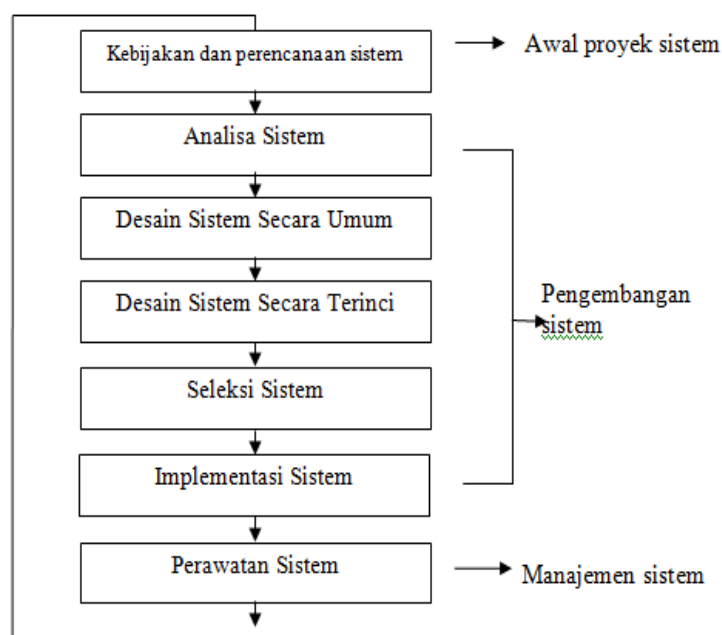 Kebijakan dan perencanaan sistem
Awal proyek sistem
Analisa Sistem
Desain Sistem Secara Umum
Desain Sistem Secara Terinci
Pengembangan
sistem
Seleksi Sistem
Implementasi Sistem
Perawatan Sistem
Manajemen sistem